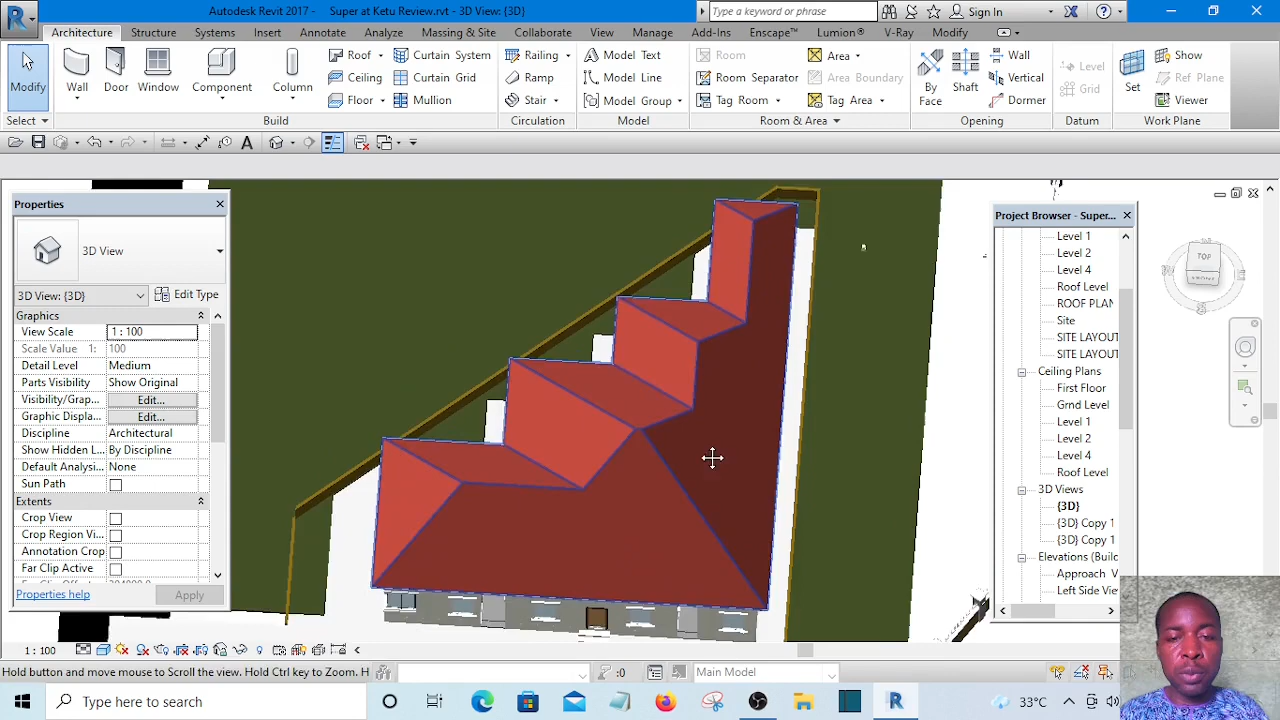 Autodesk Revit 2017 - Super at Ketu Review.rvt - 3D View: {3D}
Type a keyword or phrase
Sign In
Architecture Structure Systems Insert Annotate Analyze Massing & Site Collaborate View Manage Add-Ins Enscape™ Lumion® V-Ray Modify
Modify Wall Door Window Component Column
Roof Curtain System Railing Model Text Room Area Wall Level Show
Ceiling Curtain Grid Ramp Model Line Room Separator Area Boundary By Face Shaft Vertical Grid Set Ref Plane
Floor Mullion Stair Model Group Tag Room Tag Area Dormer Viewer
Select Build Circulation Model Room & Area Opening Datum Work Plane
Properties
3D View
3D View: {3D} Edit Type
Graphics
View Scale 1 : 100
Scale Value 1: 100
Detail Level Medium
Parts Visibility Show Original
Visibility/Grap... Edit...
Graphic Displa... Edit...
Discipline Architectural
Show Hidden L... By Discipline
Default Analysi... None
Sun Path
Extents
Crop View
Crop Region Vi...
Annotation Crop
Far Clip Active
Properties help Apply
Project Browser - Super...
Level 1
Level 2
Level 4
Roof Level
ROOF PLAN
Site
SITE LAYOUT
SITE LAYOUT
Ceiling Plans
First Floor
Grnd Level
Level 1
Level 2
Level 4
Roof Level
3D Views
{3D}
{3D} Copy 1
{3D} Copy 1
Elevations (Build
Approach V
Left Side View
TOP
1 : 100
Hold button and move mouse to Scroll the view. Hold Ctrl key to Zoom. H
:0
Main Model
Type here to search
33°C